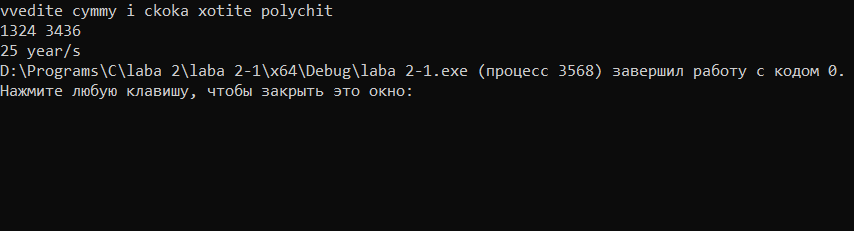 vvedite cymmy i ckoka xotite polychit
1324 3436
25 year/s
D:\Programs\C\laba 2\laba 2-1\x64\Debug\laba 2-1.exe (процесс 3568) завершил работу с кодом 0.
Нажмите любую клавишу, чтобы закрыть это окно: